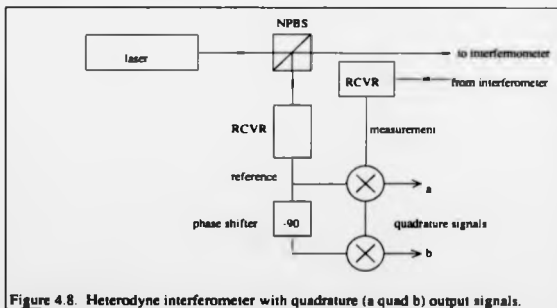 NPBS
laser
to interfermometer
RCVR
from interferometer
RCVR
measurement
reference
a
phase shifter
-90
quadrature signals
b
Figure 4.8. Heterodyne interferometer with quadrature (a quad b) output signals.